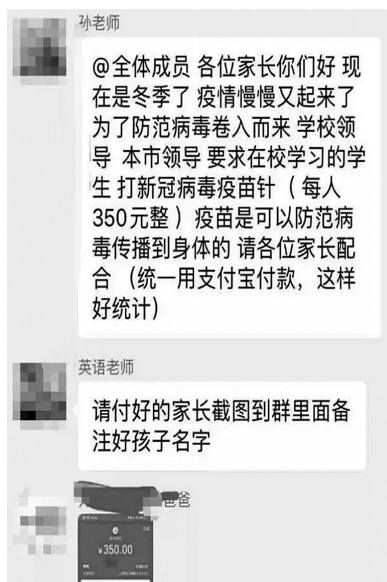 孙老师
@全体成员 各位家长你们好 现
在是冬季了 疫情慢慢又起来了
为了防范病毒卷入而来 学校领
导 本市领导 要求在校学习的学
生 打新冠病毒疫苗针（每人
350元整）疫苗是可以防范病
毒传播到身体的 请各位家长配
合 （统一用支付宝付款，这样
好统计）
英语老师
请付好的家长截图到群里面备
注好孩子名字
爸爸
¥350.00